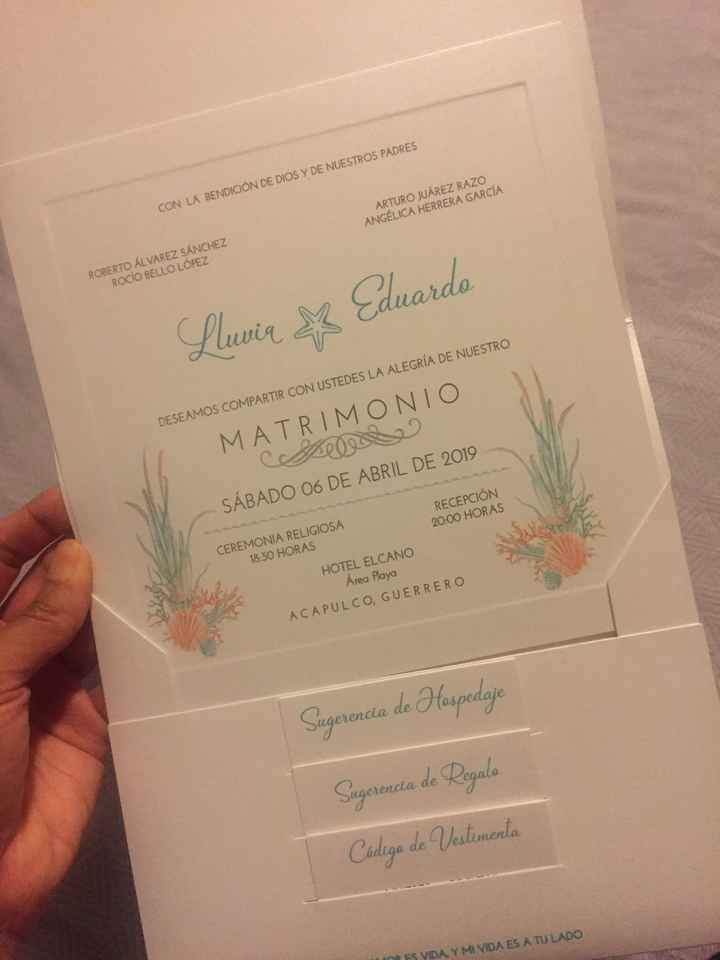 CON LA BENDICIÓN DE DIOS Y DE NUESTROS PADRES
ROBERTO ÁLVAREZ SÁNCHEZ
ROCÍO BELLO LÓPEZ
ARTURO JUÁREZ RAZO
ANGÉLICA HERRERA GARCÍA
Lluvia Eduardo
DESEAMOS COMPARTIR CON USTEDES LA ALEGRÍA DE NUESTRO
MATRIMONIO
SÁBADO 06 DE ABRIL DE 2019
CEREMONIA RELIGIOSA
18:30 HORAS
RECEPCIÓN
20:00 HORAS
HOTEL ELCANO
Área Playa
ACAPULCO, GUERRERO
Sugerencia de Hospedaje
Sugerencia de Regalo
Código de Vestimenta
ES VIDA, Y MI VIDA ES A TU LADO